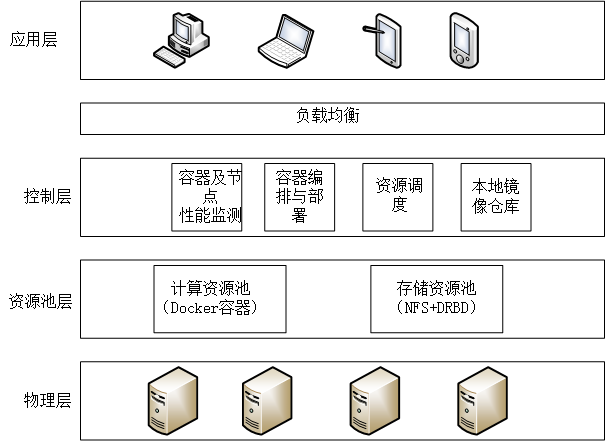 应用层
负载均衡
控制层
容器及节
点
性能监测
容器编
排与部
署
资源调
度
本地镜
像仓库
资源池层
计算资源池
（Docker容器）
存储资源池
（NFS+DRBD）
物理层